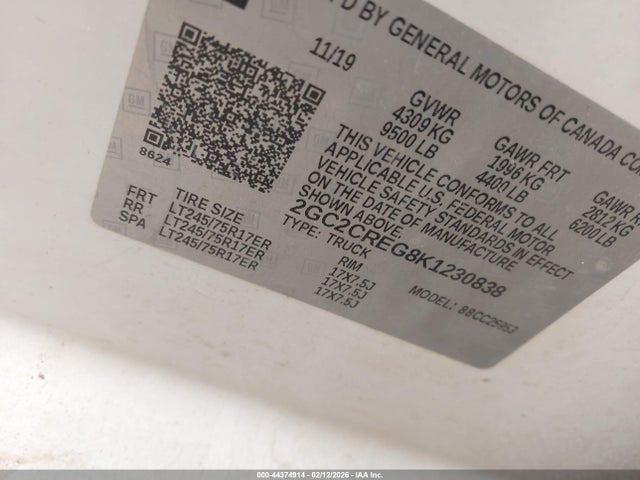 'D BY GENERAL MOTORS OF CANADA CO
11/19
GVWR
4309 KG
9500 LB
GAWR FRT
1996 KG
4400 LB
GAWR
2812 KG
6200 LB
THIS VEHICLE CONFORMS TO ALL
APPLICABLE U.S. FEDERAL MOTOR
VEHICLE SAFETY STANDARDS IN EFFECT
ON THE DATE OF MANUFACTURE
SHOWN ABOVE.
2GC2CREG8K1230838
TYPE: TRUCK
MODEL:
8624
TIRE SIZE
RIM
FRT LT245/75R17ER 17X7.5J
RR LT245/75R17ER 17X7.5J
SPA LT245/75R17ER 17X7.5J
GM
000-44374914 - 02/12/2026 - IAA Inc.